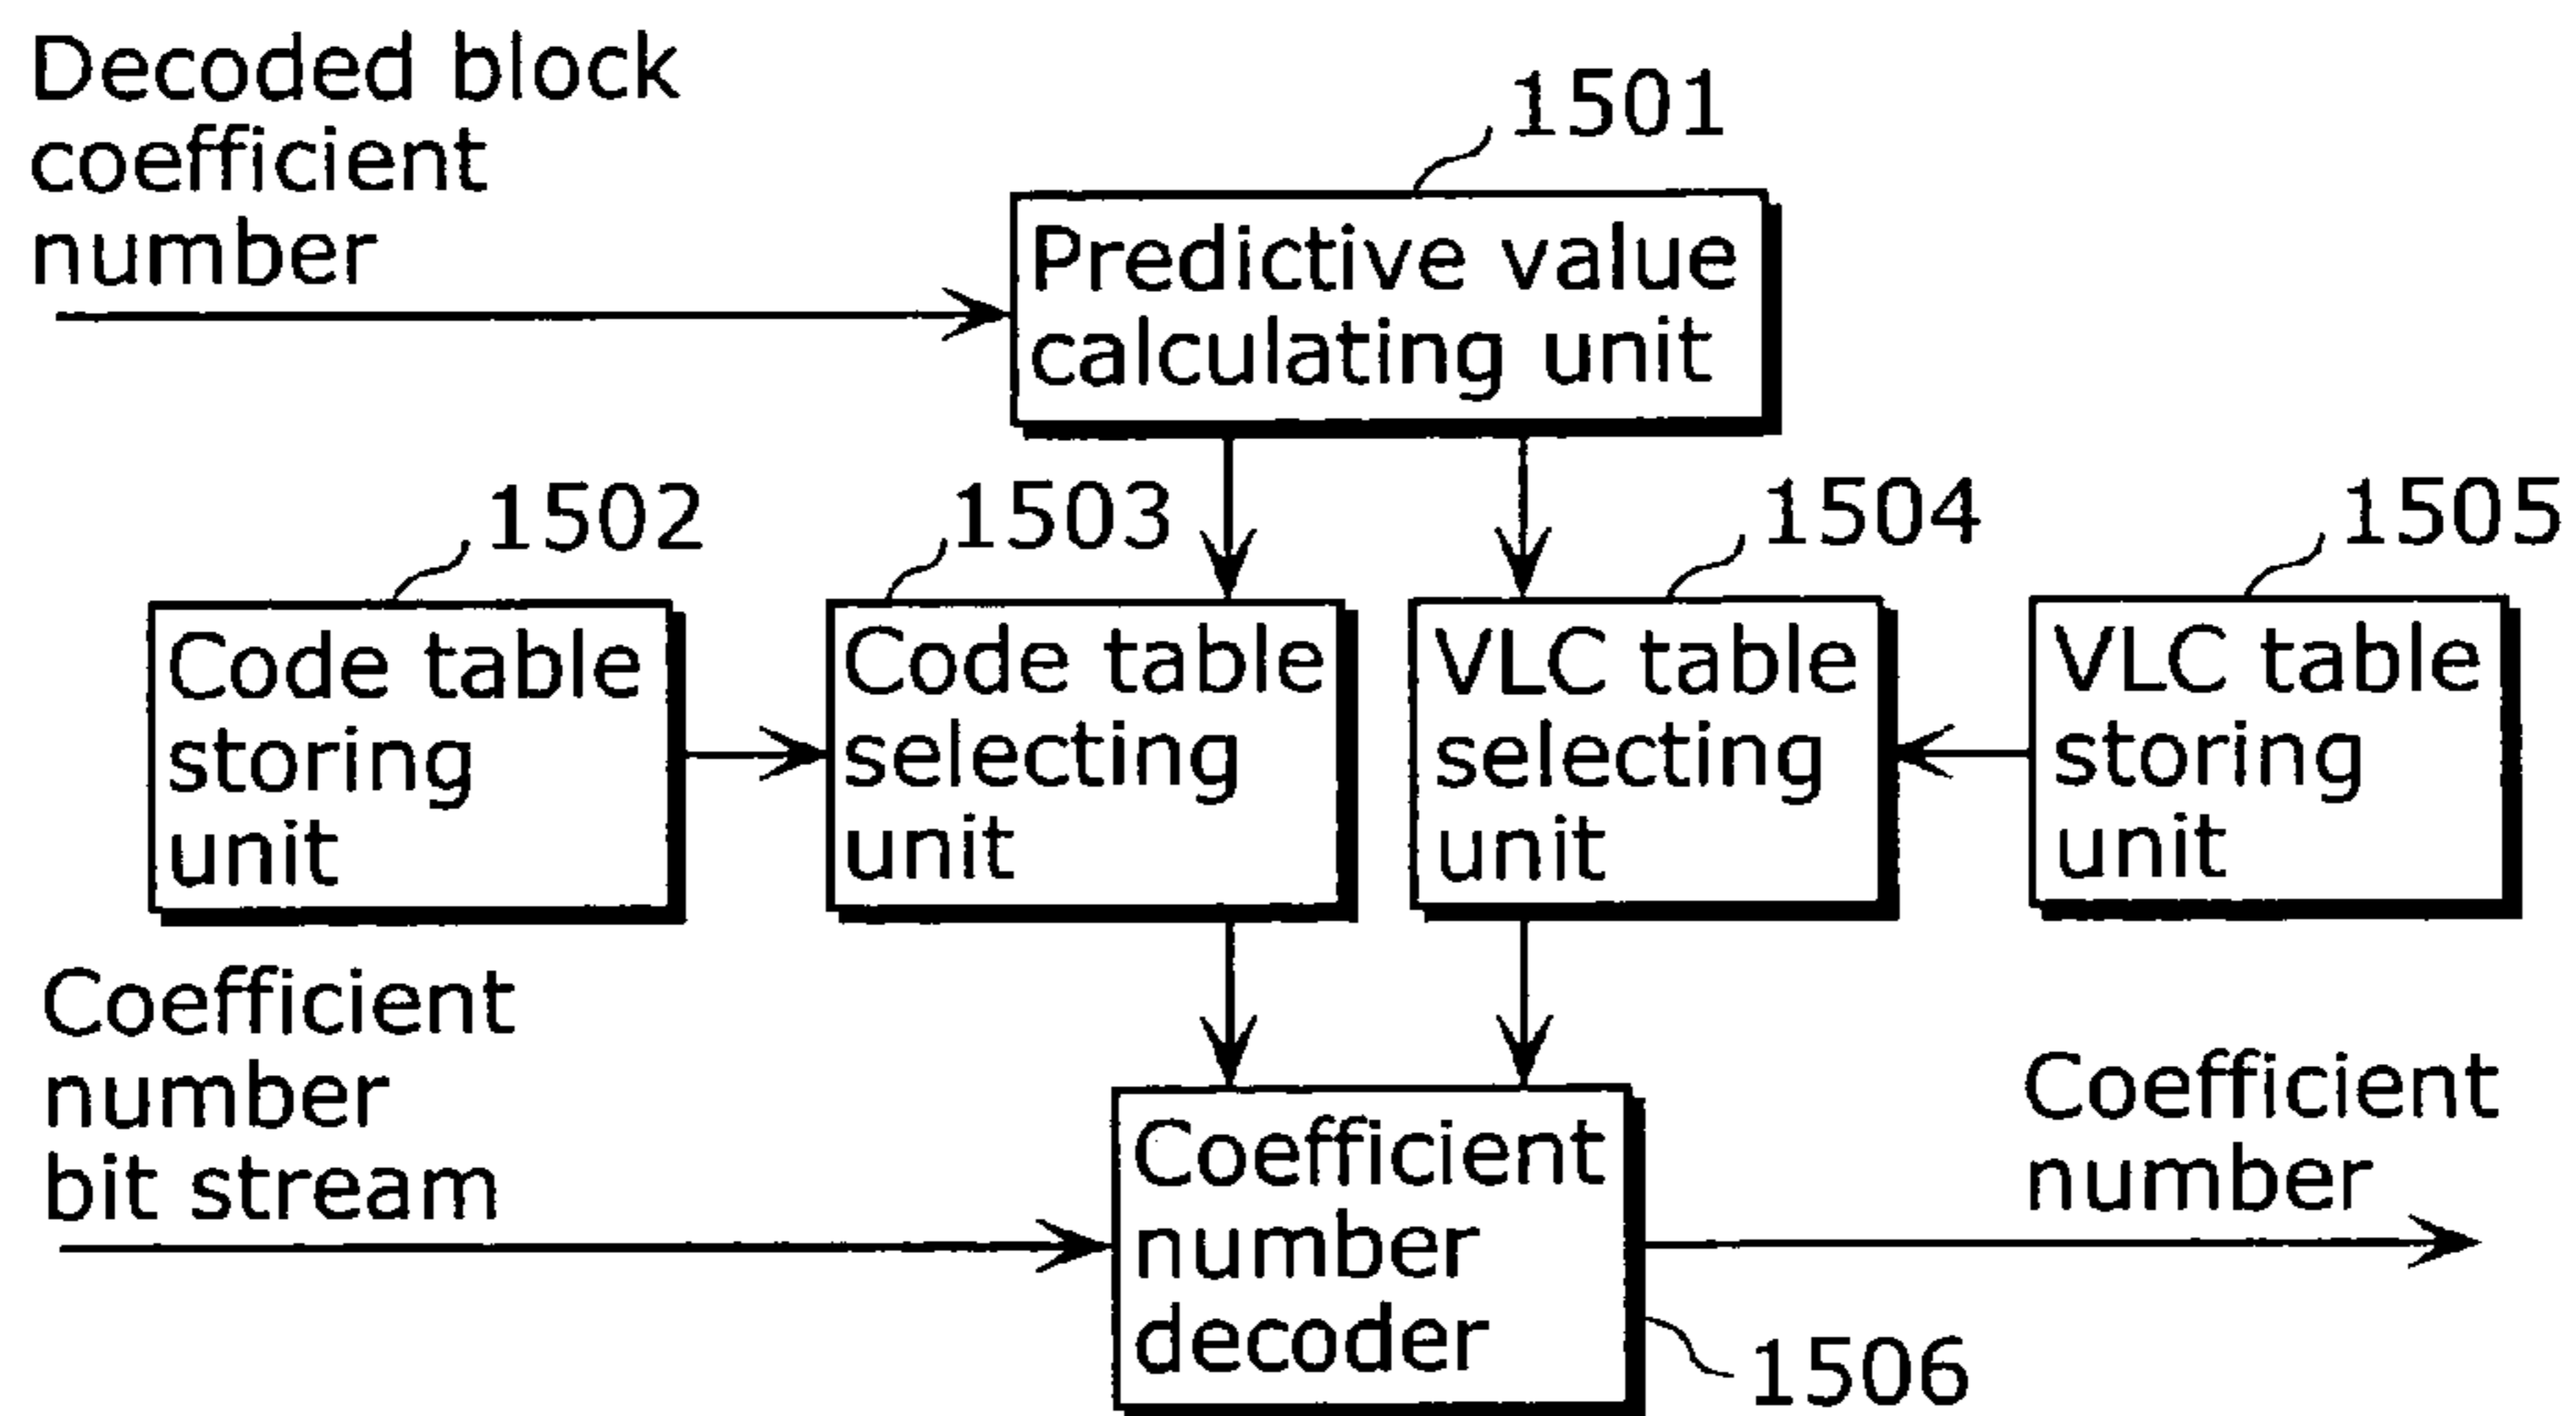 Decoded block
coefficient
number
1501
Predictive value
calculating unit
1502
1503
1504
1505
Code table
storing
unit
Code table
selecting
unit
VLC table
selecting
unit
VLC table
storing
unit
Coefficient
number
bit stream
Coefficient
number
decoder
Coefficient
number
1506